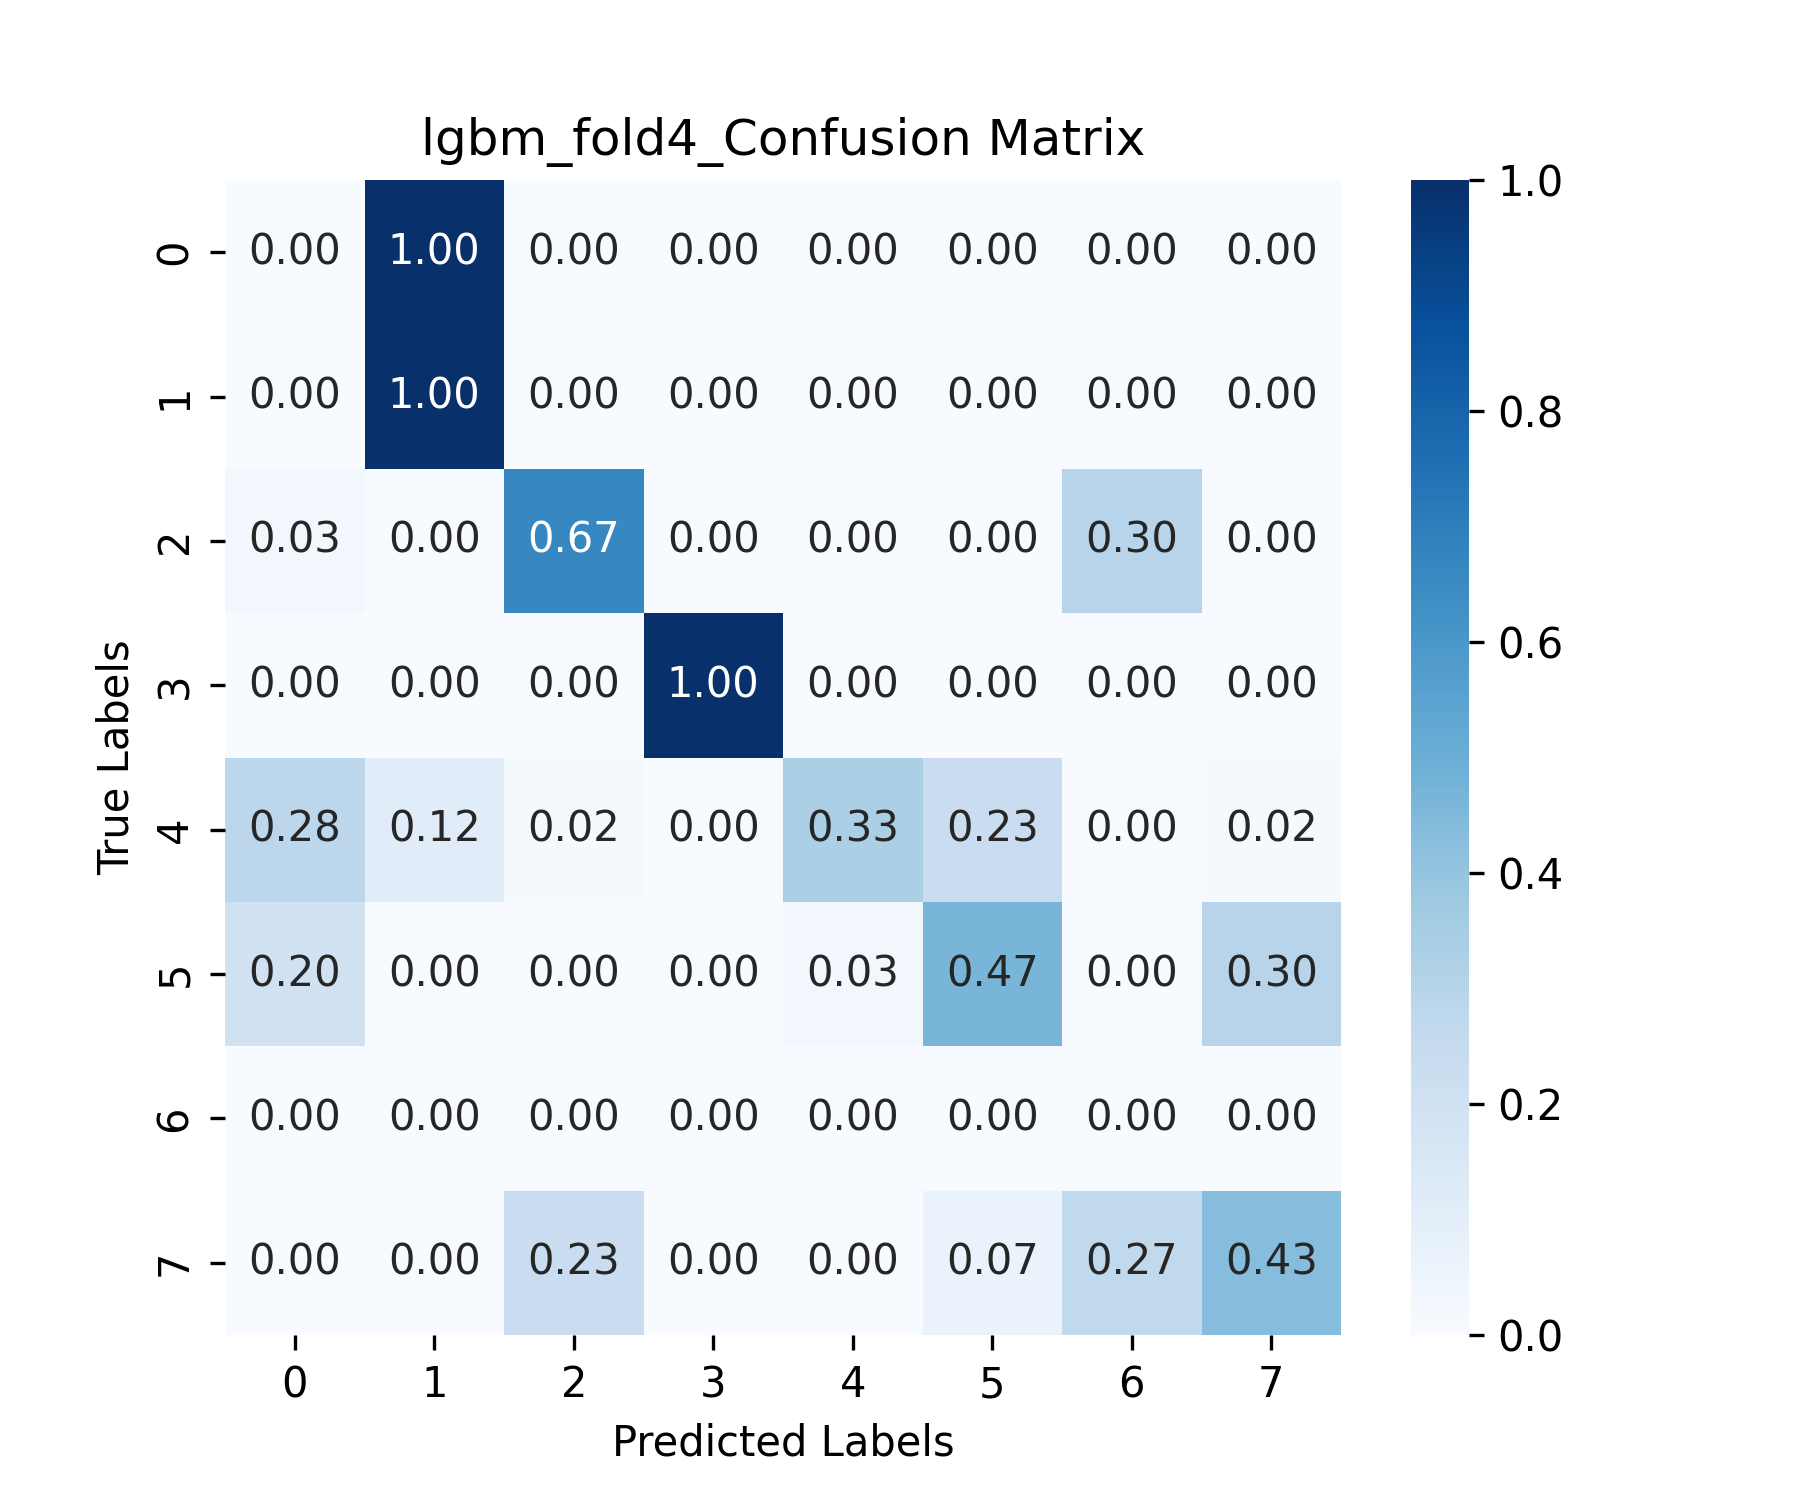 lgbm_fold4_Confusion Matrix
1.0
0 0.00 1.00 0.00 0.00 0.00 0.00 0.00 0.00
1 0.00 1.00 0.00 0.00 0.00 0.00 0.00 0.00
0.8
2 0.03 0.00 0.67 0.00 0.00 0.00 0.30 0.00
0.6
3 0.00 0.00 0.00 1.00 0.00 0.00 0.00 0.00
True Labels
4 0.28 0.12 0.02 0.00 0.33 0.23 0.00 0.02
0.4
5 0.20 0.00 0.00 0.00 0.03 0.47 0.00 0.30
6 0.00 0.00 0.00 0.00 0.00 0.00 0.00 0.00
0.2
7 0.00 0.00 0.23 0.00 0.00 0.07 0.27 0.43
0.0
0 1 2 3 4 5 6 7
Predicted Labels